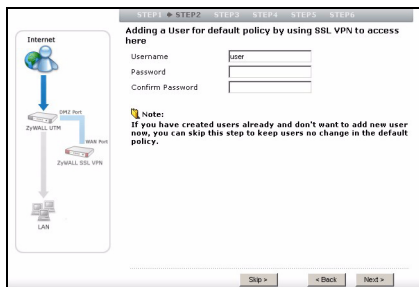 STEP1 STEP2 STEP3 STEP4 STEP5 STEP6
Internet
DMZ Port
ZyWALL UTM
WAN Port
ZyWALL SSL VPN
LAN
Adding a User for default policy by using SSL VPN to access
here
Username user
Password
Confirm Password
Note:
If you have created users already and don't want to add new user
now, you can skip this step to keep users no change in the default
policy.
Skip > < Back Next >